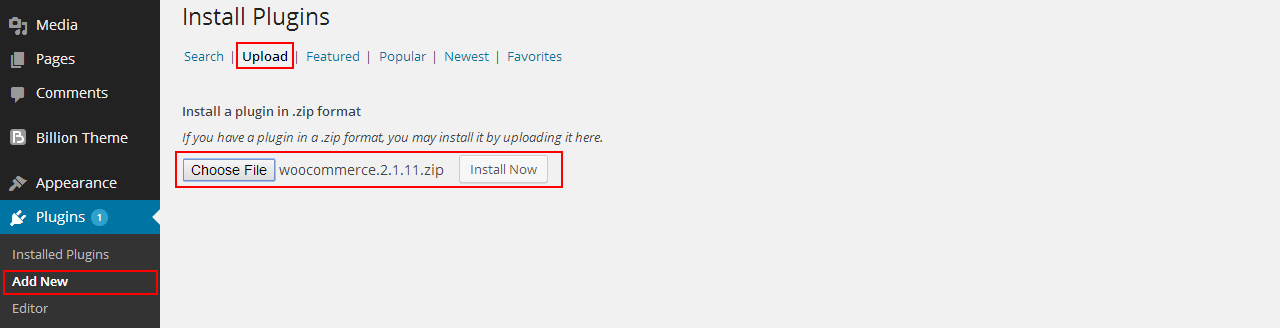 Media
Pages
Comments
Billion Theme
Appearance
Plugins 1
Installed Plugins
Add New
Editor
Install Plugins
Search | Upload | Featured | Popular | Newest | Favorites
Install a plugin in .zip format
If you have a plugin in a .zip format, you may install it by uploading it here.
Choose File woocommerce.2.1.11.zip Install Now